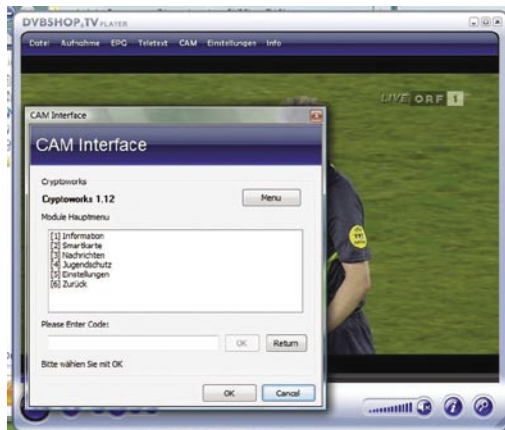 DVBSHOP.TV PLAYER
Datei Aufnahme EPG Teletext CAM Einstellungen Info
LIVE ORF 1
CAM Interface
CAM Interface
Cryptoworks
Cryptoworks 1.12
Menu
Module Hauptmenu
[1] Information
[2] Smartkarte
[3] Nachrichten
[4] Jugendschutz
[5] Einstellungen
[6] Zurück
Please Enter Code:
OK Return
Bitte wählen Sie mit OK
OK Cancel